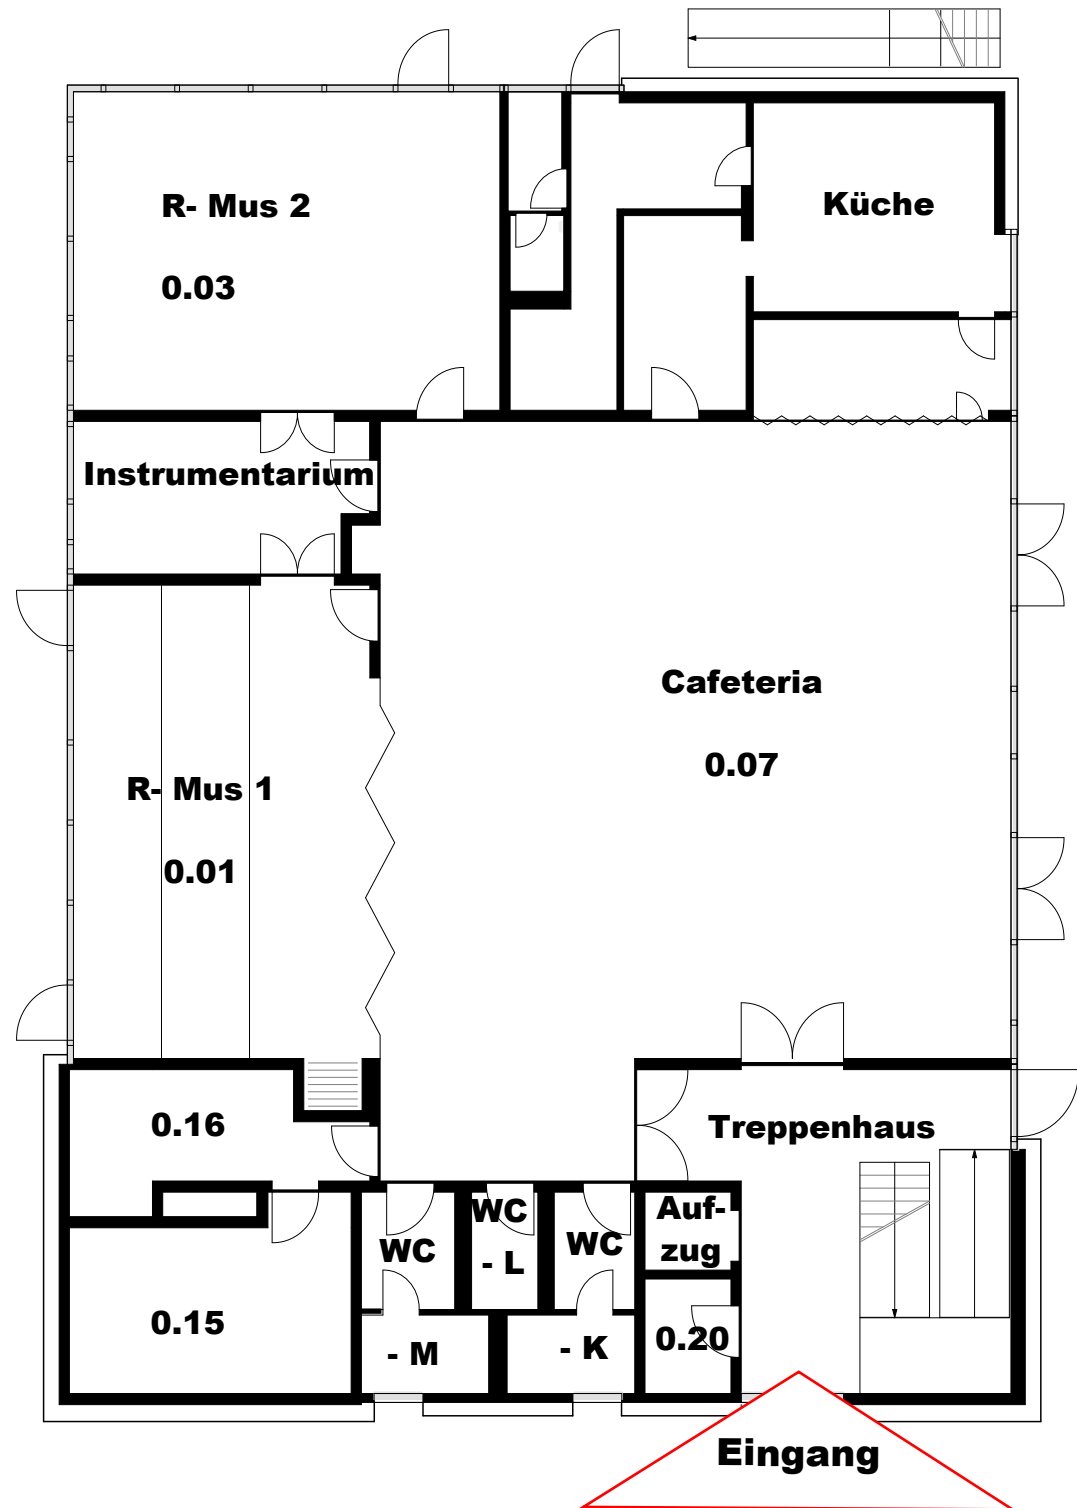 R- Mus 2
0.03
Küche
Instrumentarium
Cafeteria
0.07
R- Mus 1
0.01
0.16
Treppenhaus
WC
- M
WC
- L
WC
- K
Auf-
zug
0.15
0.20
Eingang